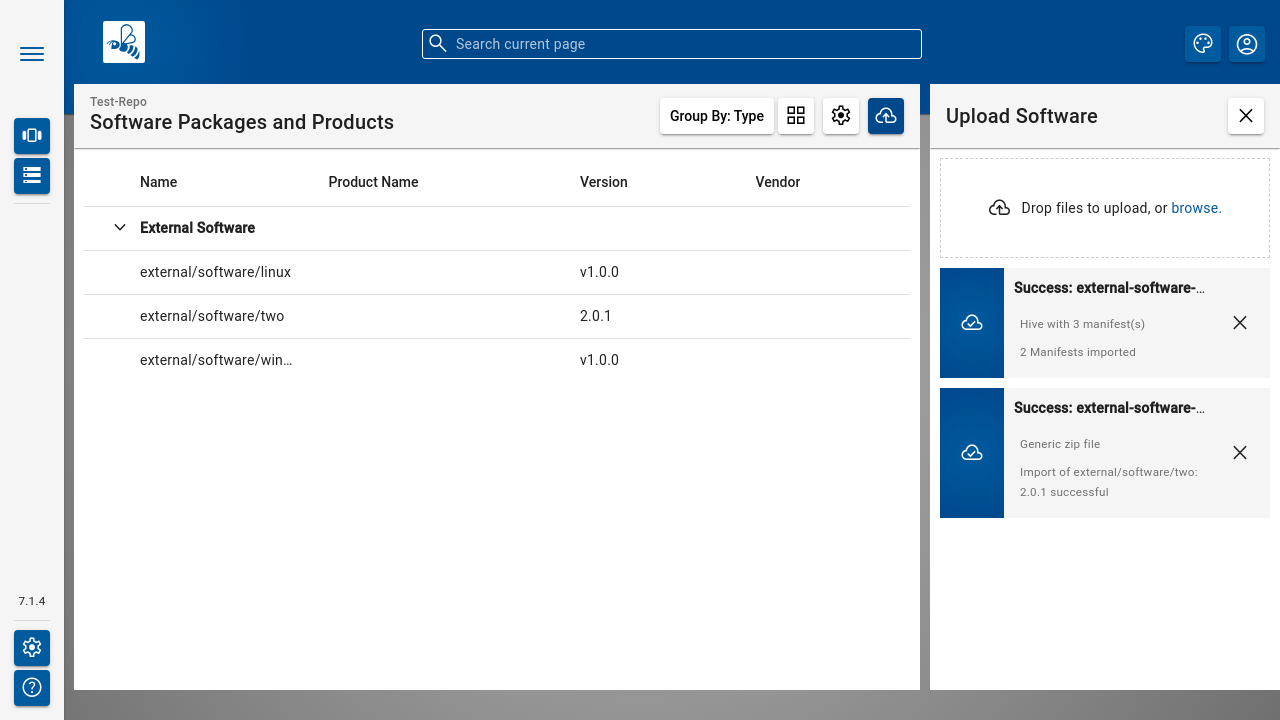 Search current page
Test-Repo
Software Packages and Products
Group By: Type
Upload Software
Name Product Name Version Vendor
External Software
external/software/linux v1.0.0
external/software/two 2.0.1
external/software/win… v1.0.0
Drop files to upload, or browse.
Success: external-software-…
Hive with 3 manifest(s)
2 Manifests imported
Success: external-software-…
Generic zip file
Import of external/software/two:
2.0.1 successful
7.1.4